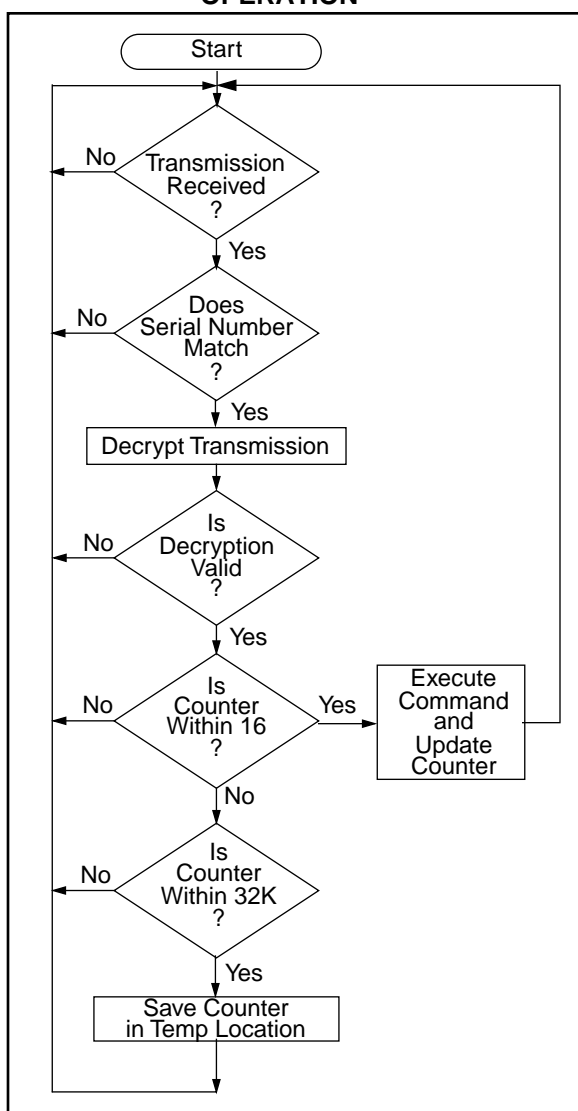 OPERATION
Start
No
Transmission
Received
?
Yes
No
Does
Serial Number
Match
?
Yes
Decrypt Transmission
No
Is
Decryption
Valid
?
Yes
No
Is
Counter
Within 16
?
Yes
Execute
Command
and
Update
Counter
No
No
Is
Counter
Within 32K
?
Yes
Save Counter
in Temp Location